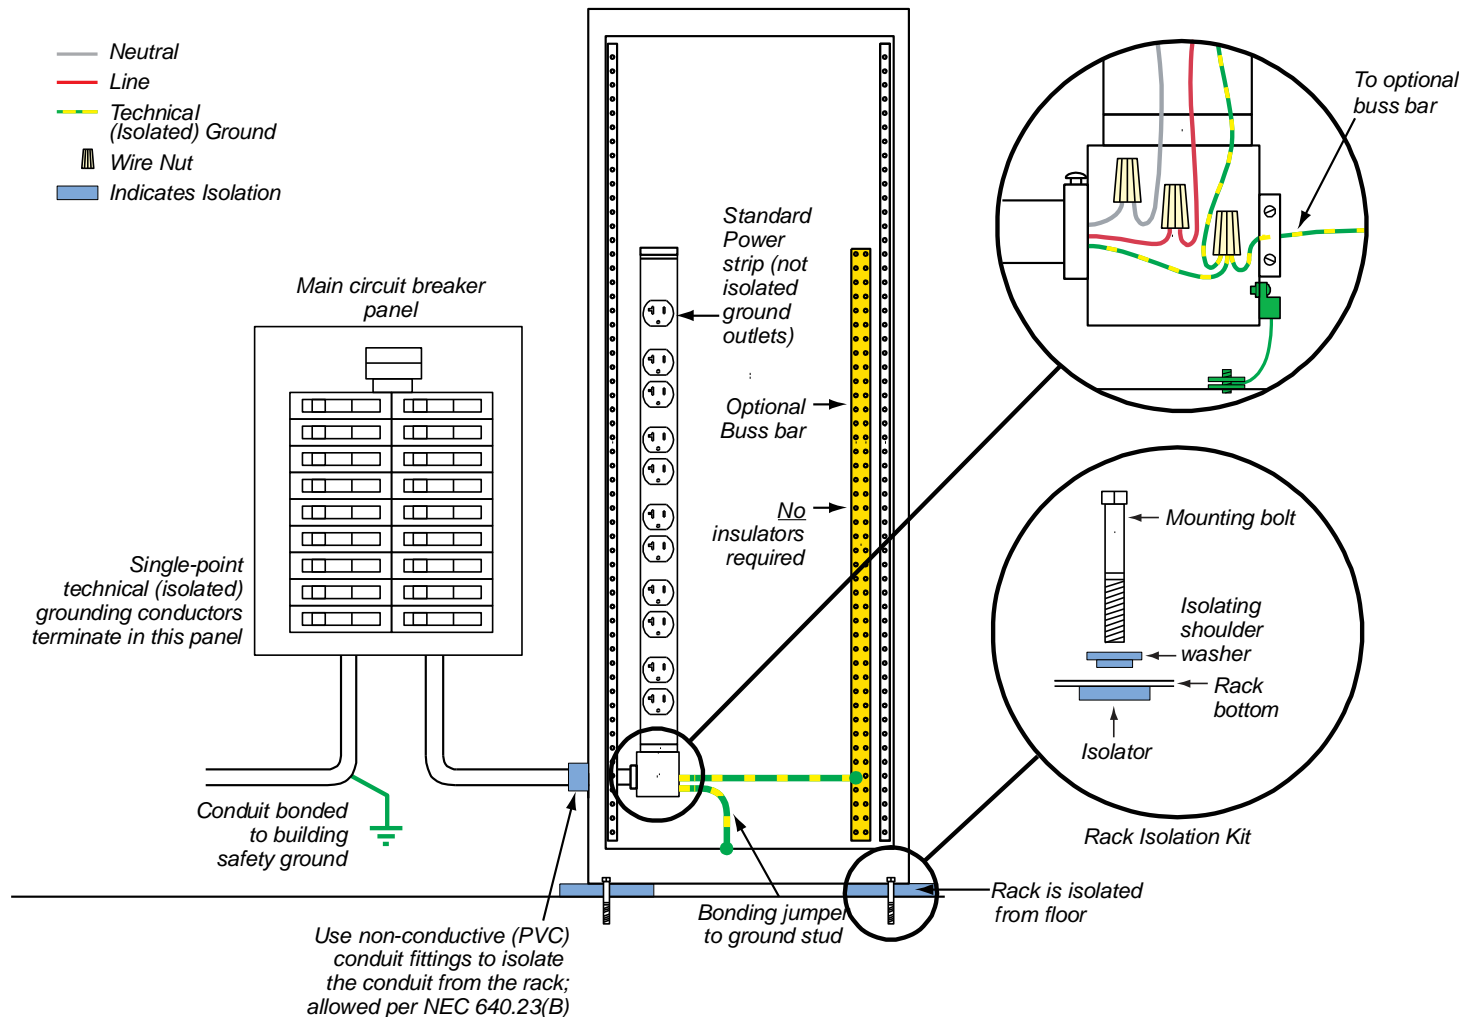 Neutral
Line
Technical
(Isolated) Ground
Wire Nut
Indicates Isolation
Main circuit breaker
panel
Single-point
technical (isolated)
grounding conductors
terminate in this panel
Conduit bonded
to building
safety ground
Use non-conductive (PVC)
conduit fittings to isolate
the conduit from the rack;
allowed per NEC 640.23(B)
Standard
Power
strip (not
isolated
ground
outlets)
Optional
Buss bar
No
insulators
required
Bonding jumper
to ground stud
To optional
buss bar
Mounting bolt
Isolating
shoulder
washer
Rack
bottom
Isolator
Rack Isolation Kit
Rack is isolated
from floor